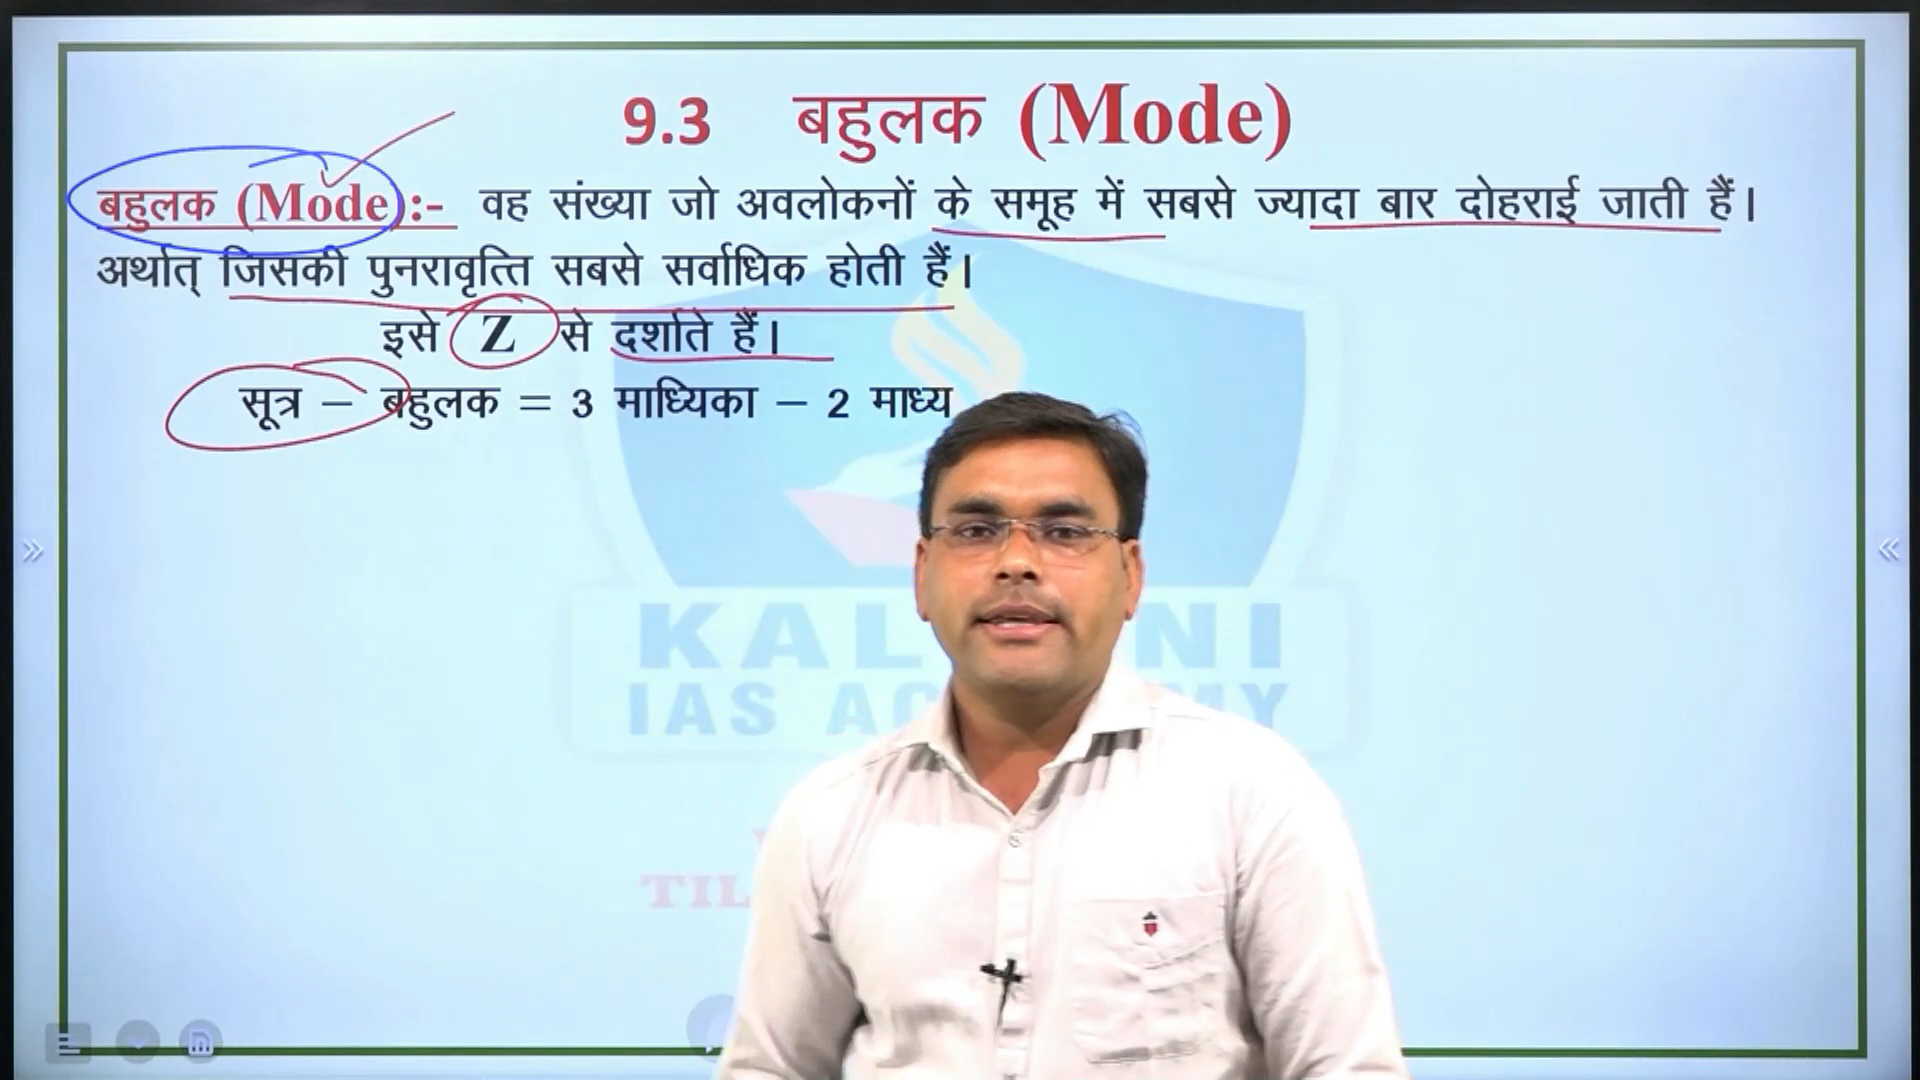 9.3 बहुलक (Mode)
बहुलक (Mode):- वह संख्या जो अवलोकनों के समूह में सबसे ज्यादा बार दोहराई जाती हैं।
अर्थात् जिसकी पुनरावृत्ति सबसे सर्वाधिक होती हैं।
इसे Z से दर्शाते हैं।
सूत्र – बहुलक = 3 माध्यिका – 2 माध्य
IAS